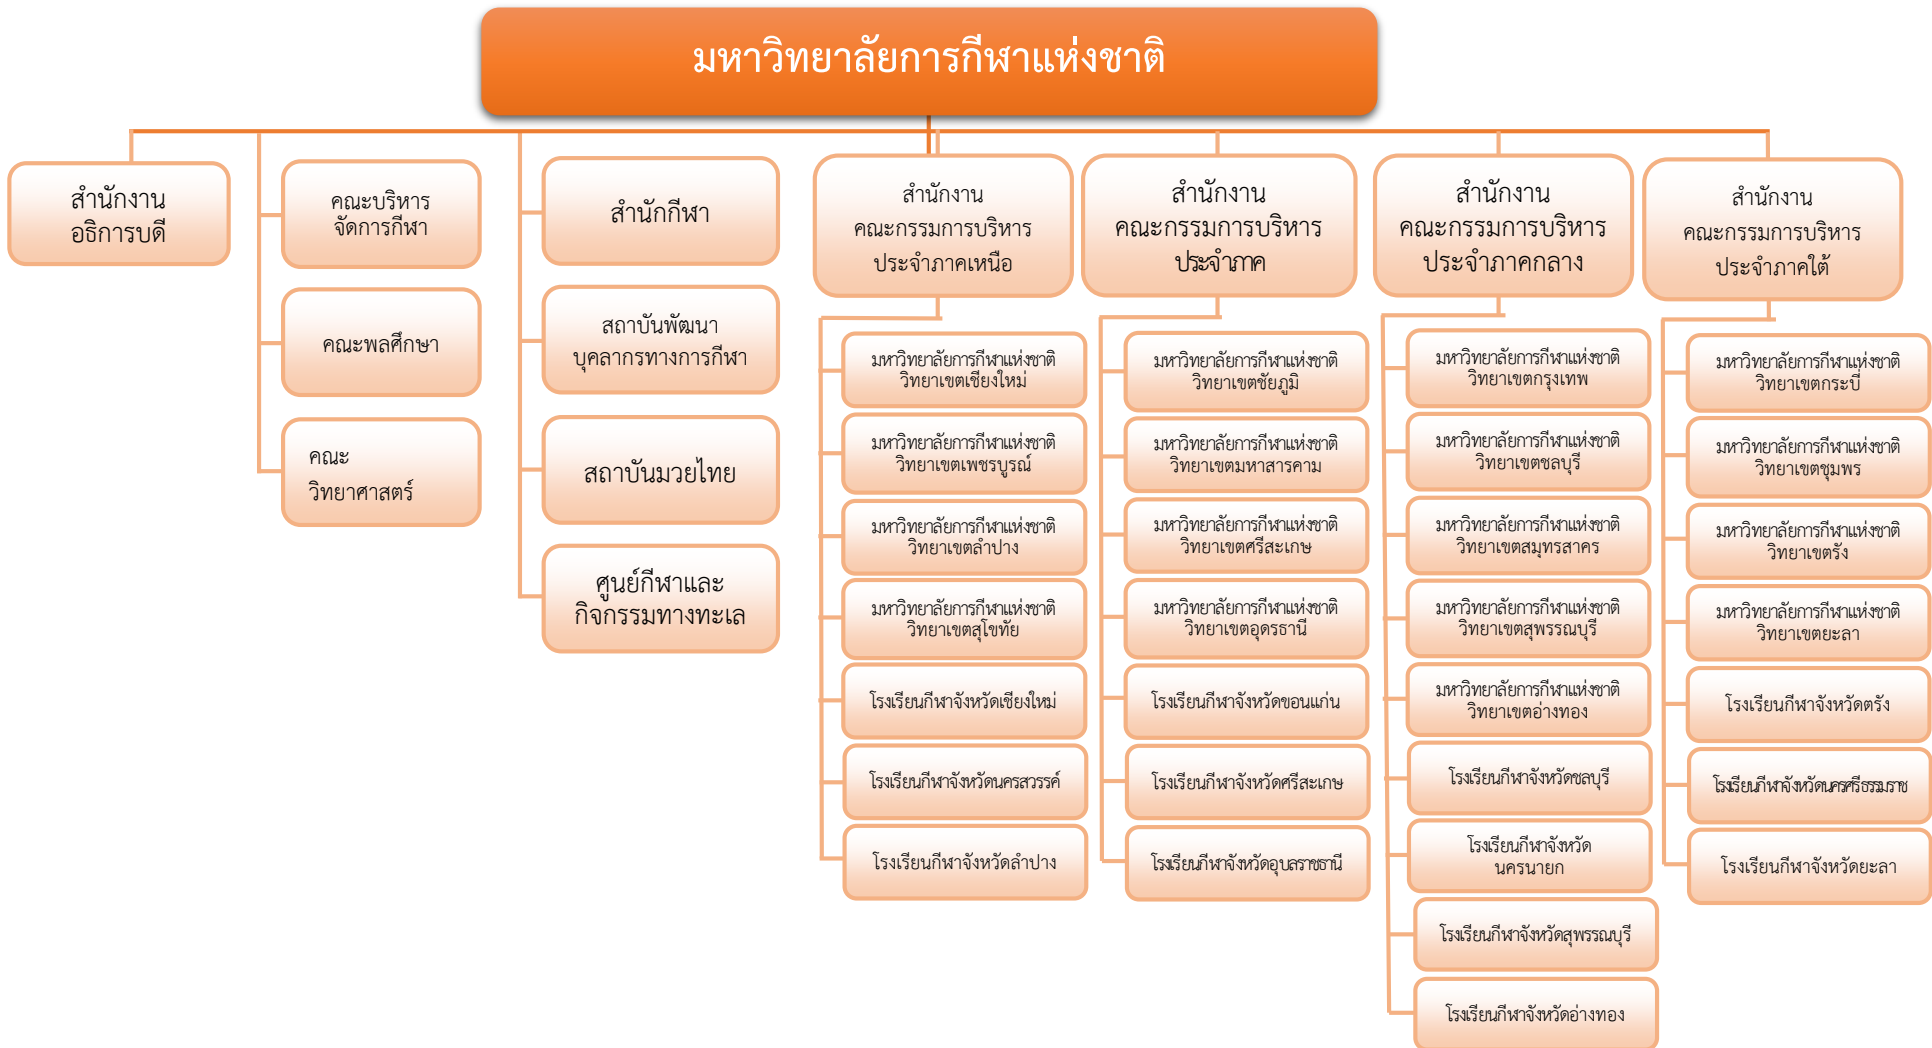 มหาวิทยาลัยการกีฬาแห่งชาติ
สำนักงาน
อธิการบดี
คณะบริหาร
จัดการกีฬา
คณะพลศึกษา
คณะ
วิทยาศาสตร์
สำนักกีฬา
สถาบันพัฒนา
บุคลากรทางการกีฬา
สถาบันมวยไทย
ศูนย์กีฬาและ
กิจกรรมทางทะเล
สำนักงาน
คณะกรรมการบริหาร
ประจำภาคเหนือ
มหาวิทยาลัยการกีฬาแห่งชาติ
วิทยาเขตเชียงใหม่
มหาวิทยาลัยการกีฬาแห่งชาติ
วิทยาเขตเพชรบูรณ์
มหาวิทยาลัยการกีฬาแห่งชาติ
วิทยาเขตลำปาง
มหาวิทยาลัยการกีฬาแห่งชาติ
วิทยาเขตสุโขทัย
โรงเรียนกีฬาจังหวัดเชียงใหม่
โรงเรียนกีฬาจังหวัดนครสวรรค์
โรงเรียนกีฬาจังหวัดลำปาง
สำนักงาน
คณะกรรมการบริหาร
ประจำภาค
มหาวิทยาลัยการกีฬาแห่งชาติ
วิทยาเขตชัยภูมิ
มหาวิทยาลัยการกีฬาแห่งชาติ
วิทยาเขตมหาสารคาม
มหาวิทยาลัยการกีฬาแห่งชาติ
วิทยาเขตศรีสะเกษ
มหาวิทยาลัยการกีฬาแห่งชาติ
วิทยาเขตอุดรธานี
โรงเรียนกีฬาจังหวัดขอนแก่น
โรงเรียนกีฬาจังหวัดศรีสะเกษ
โรงเรียนกีฬาจังหวัดอุบลราชธานี
สำนักงาน
คณะกรรมการบริหาร
ประจำภาคกลาง
มหาวิทยาลัยการกีฬาแห่งชาติ
วิทยาเขตกรุงเทพ
มหาวิทยาลัยการกีฬาแห่งชาติ
วิทยาเขตชลบุรี
มหาวิทยาลัยการกีฬาแห่งชาติ
วิทยาเขตสมุทรสาคร
มหาวิทยาลัยการกีฬาแห่งชาติ
วิทยาเขตสุพรรณบุรี
มหาวิทยาลัยการกีฬาแห่งชาติ
วิทยาเขตอ่างทอง
โรงเรียนกีฬาจังหวัดชลบุรี
โรงเรียนกีฬาจังหวัด
นครนายก
โรงเรียนกีฬาจังหวัดสุพรรณบุรี
โรงเรียนกีฬาจังหวัดอ่างทอง
สำนักงาน
คณะกรรมการบริหาร
ประจำภาคใต้
มหาวิทยาลัยการกีฬาแห่งชาติ
วิทยาเขตกระบี่
มหาวิทยาลัยการกีฬาแห่งชาติ
วิทยาเขตชุมพร
มหาวิทยาลัยการกีฬาแห่งชาติ
วิทยาเขตรัง
มหาวิทยาลัยการกีฬาแห่งชาติ
วิทยาเขตยะลา
โรงเรียนกีฬาจังหวัดตรัง
โรงเรียนกีฬาจังหวัดนครศรีธรรมราช
โรงเรียนกีฬาจังหวัดยะลา